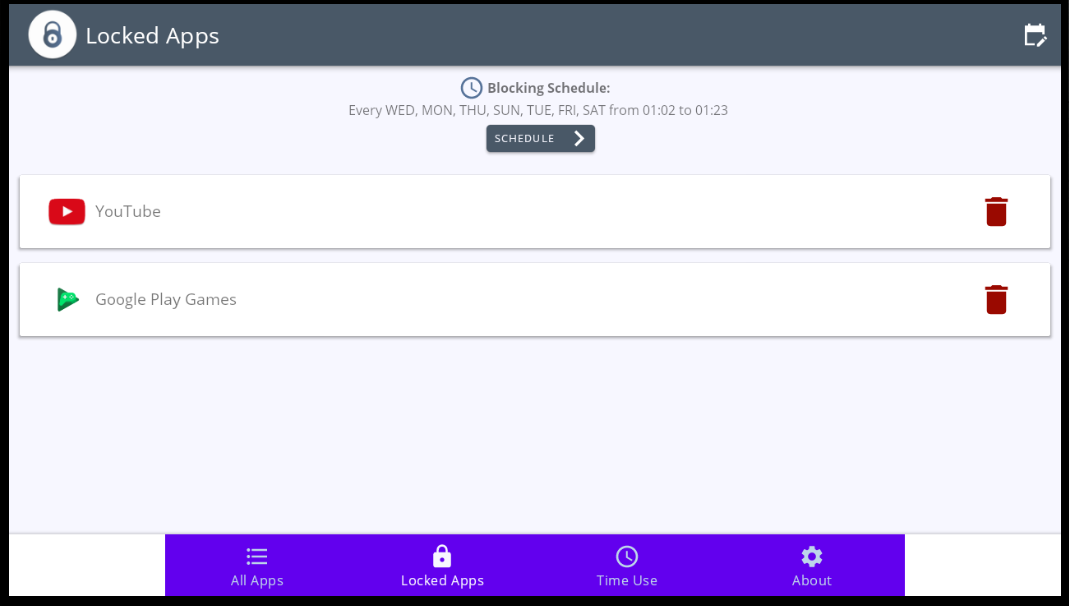 Locked Apps
Blocking Schedule:
Every WED, MON, THU, SUN, TUE, FRI, SAT from 01:02 to 01:23
SCHEDULE
YouTube
Google Play Games
All Apps
Locked Apps
Time Use
About